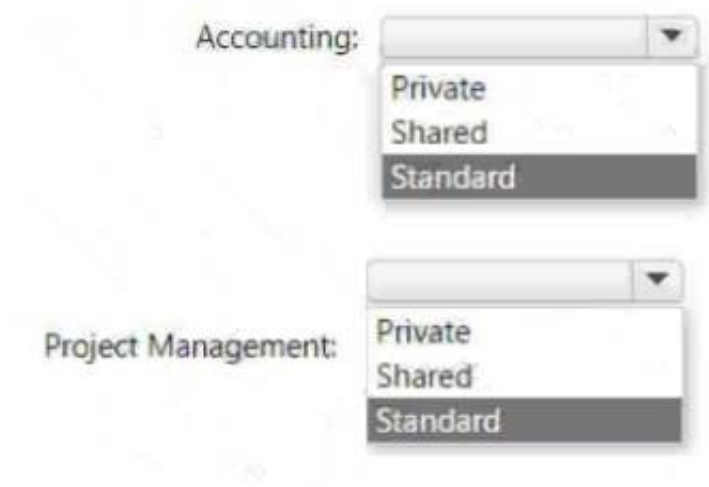 Accounting:
Private
Shared
Standard
Project Management:
Private
Shared
Standard